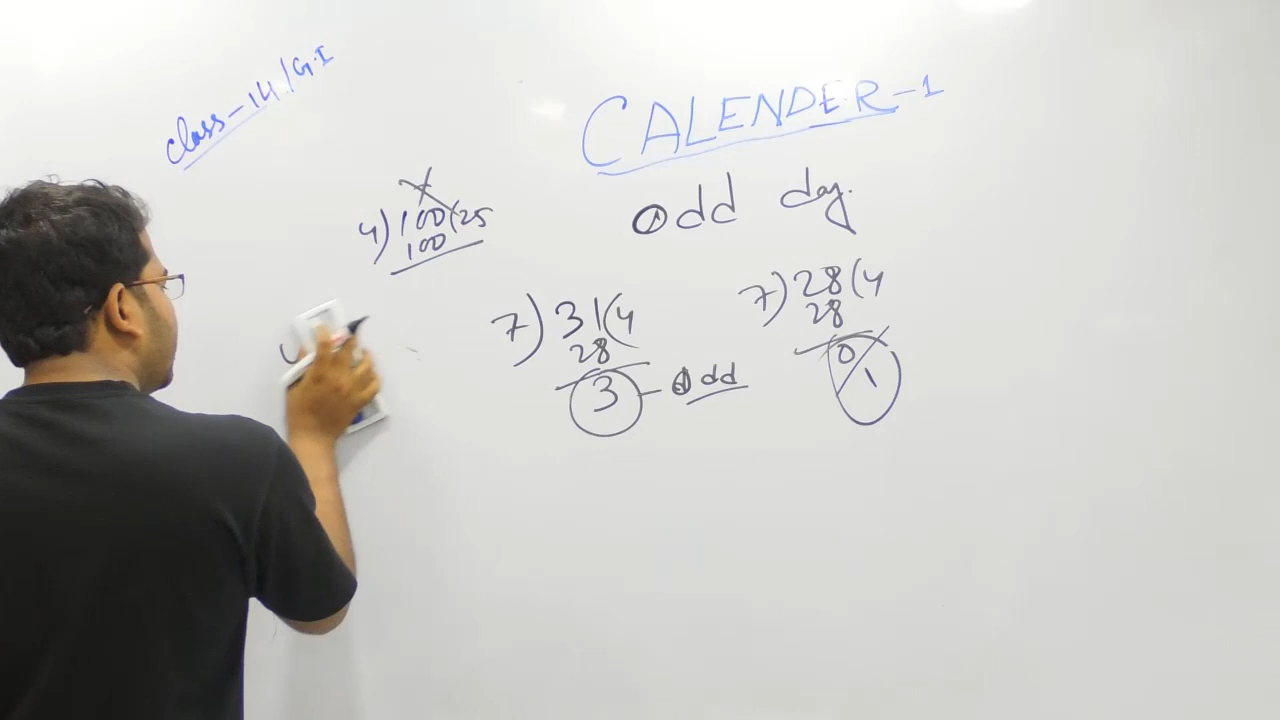 class-14/G.I
CALENDER-1
odd day.
4) 100 (25
100
7) 31 (4
28
3 - odd
7) 28 (4
28
0/1